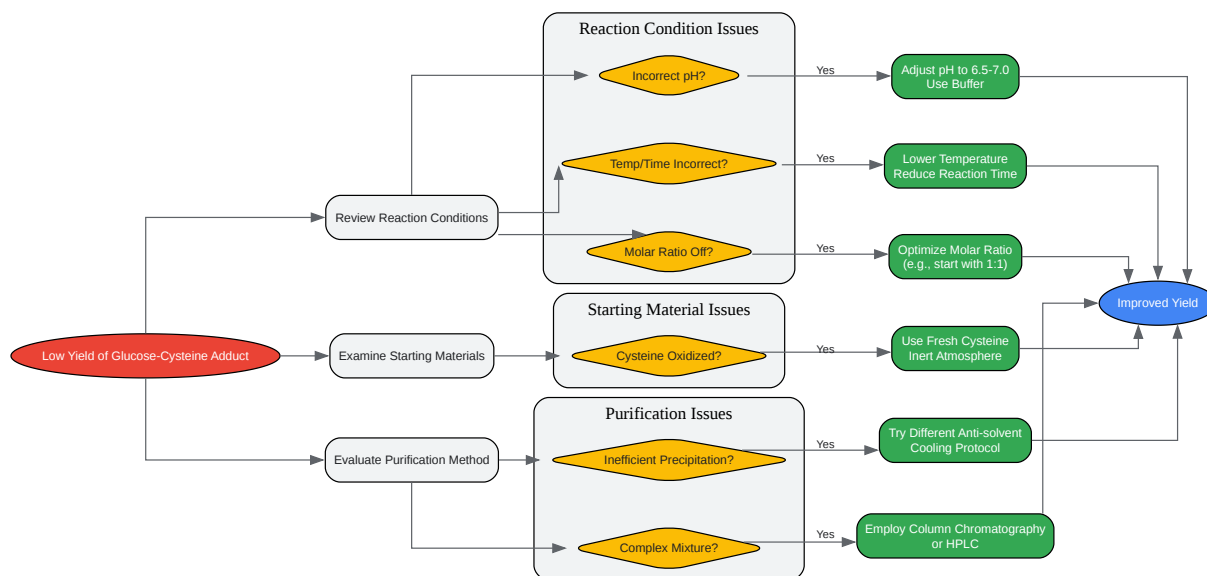 Reaction Condition Issues
Incorrect pH?
Yes
Adjust pH to 6.5-7.0
Use Buffer
Temp/Time Incorrect?
Yes
Lower Temperature
Reduce Reaction Time
Review Reaction Conditions
Molar Ratio Off?
Yes
Optimize Molar Ratio
(e.g., start with 1:1)
Improved Yield
Starting Material Issues
Low Yield of Glucose-Cysteine Adduct
Examine Starting Materials
Cysteine Oxidized?
Yes
Use Fresh Cysteine
Inert Atmosphere
Purification Issues
Evaluate Purification Method
Inefficient Precipitation?
Yes
Try Different Anti-solvent
Cooling Protocol
Complex Mixture?
Yes
Employ Column Chromatography
or HPLC